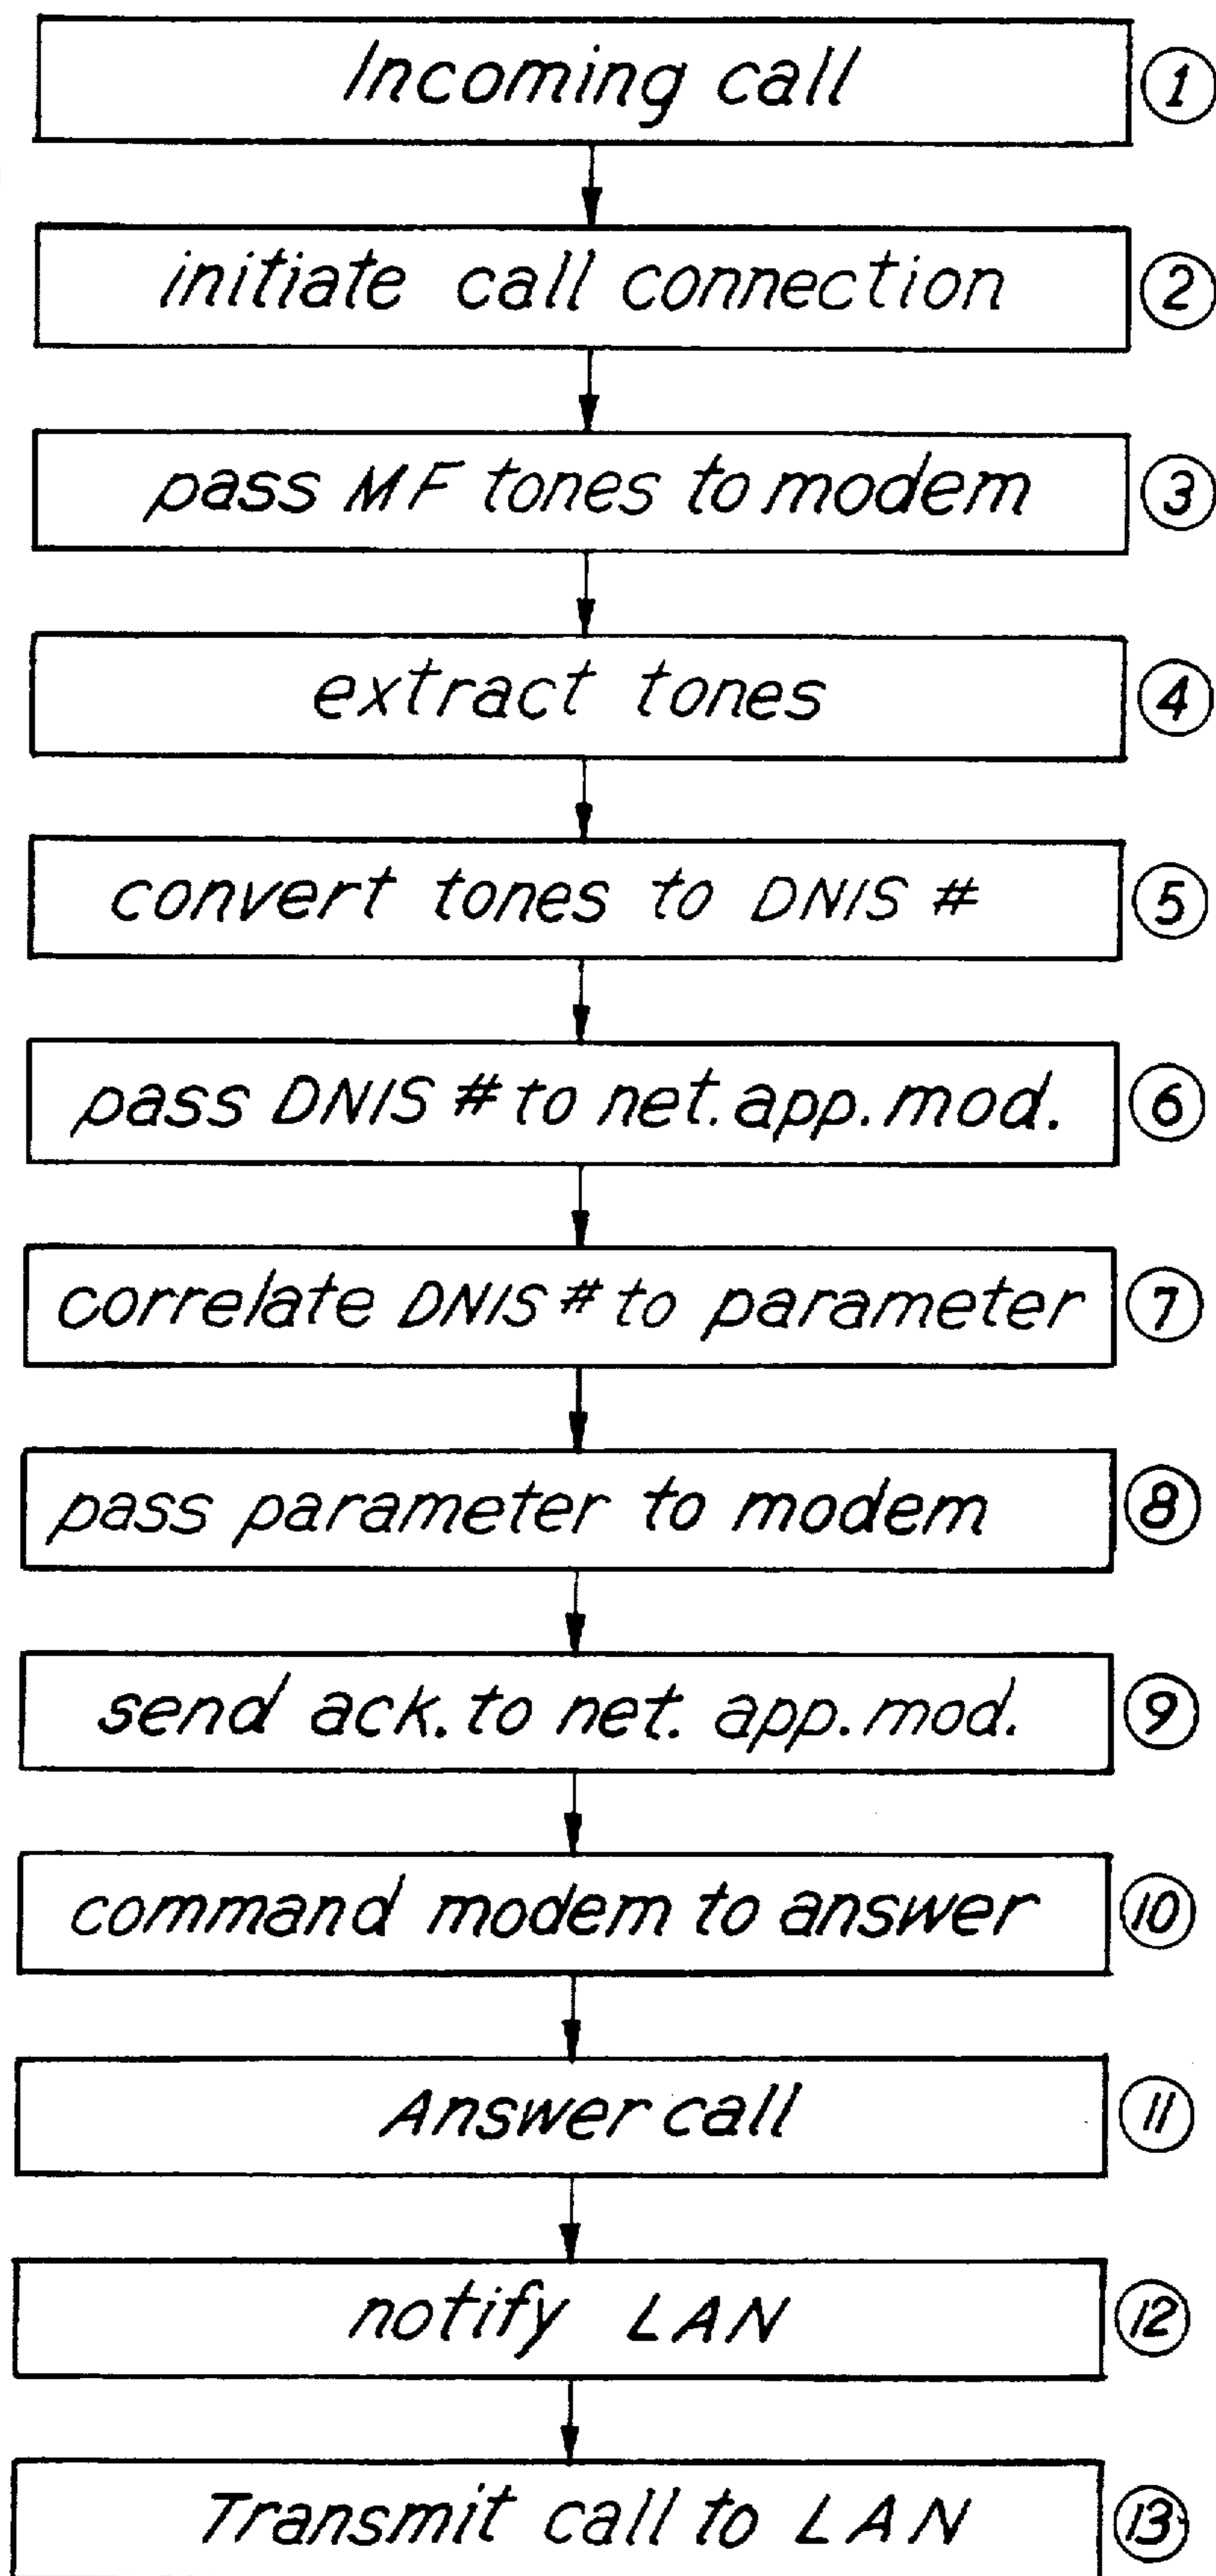 Incoming call ①
initiate call connection ②
pass MF tones to modem ③
extract tones ④
convert tones to DNIS # ⑤
pass DNIS # to net. app. mod. ⑥
correlate DNIS # to parameter ⑦
pass parameter to modem ⑧
send ack. to net. app. mod. ⑨
command modem to answer ⑩
Answer call ⑪
notify LAN ⑫
Transmit call to LAN ⑬